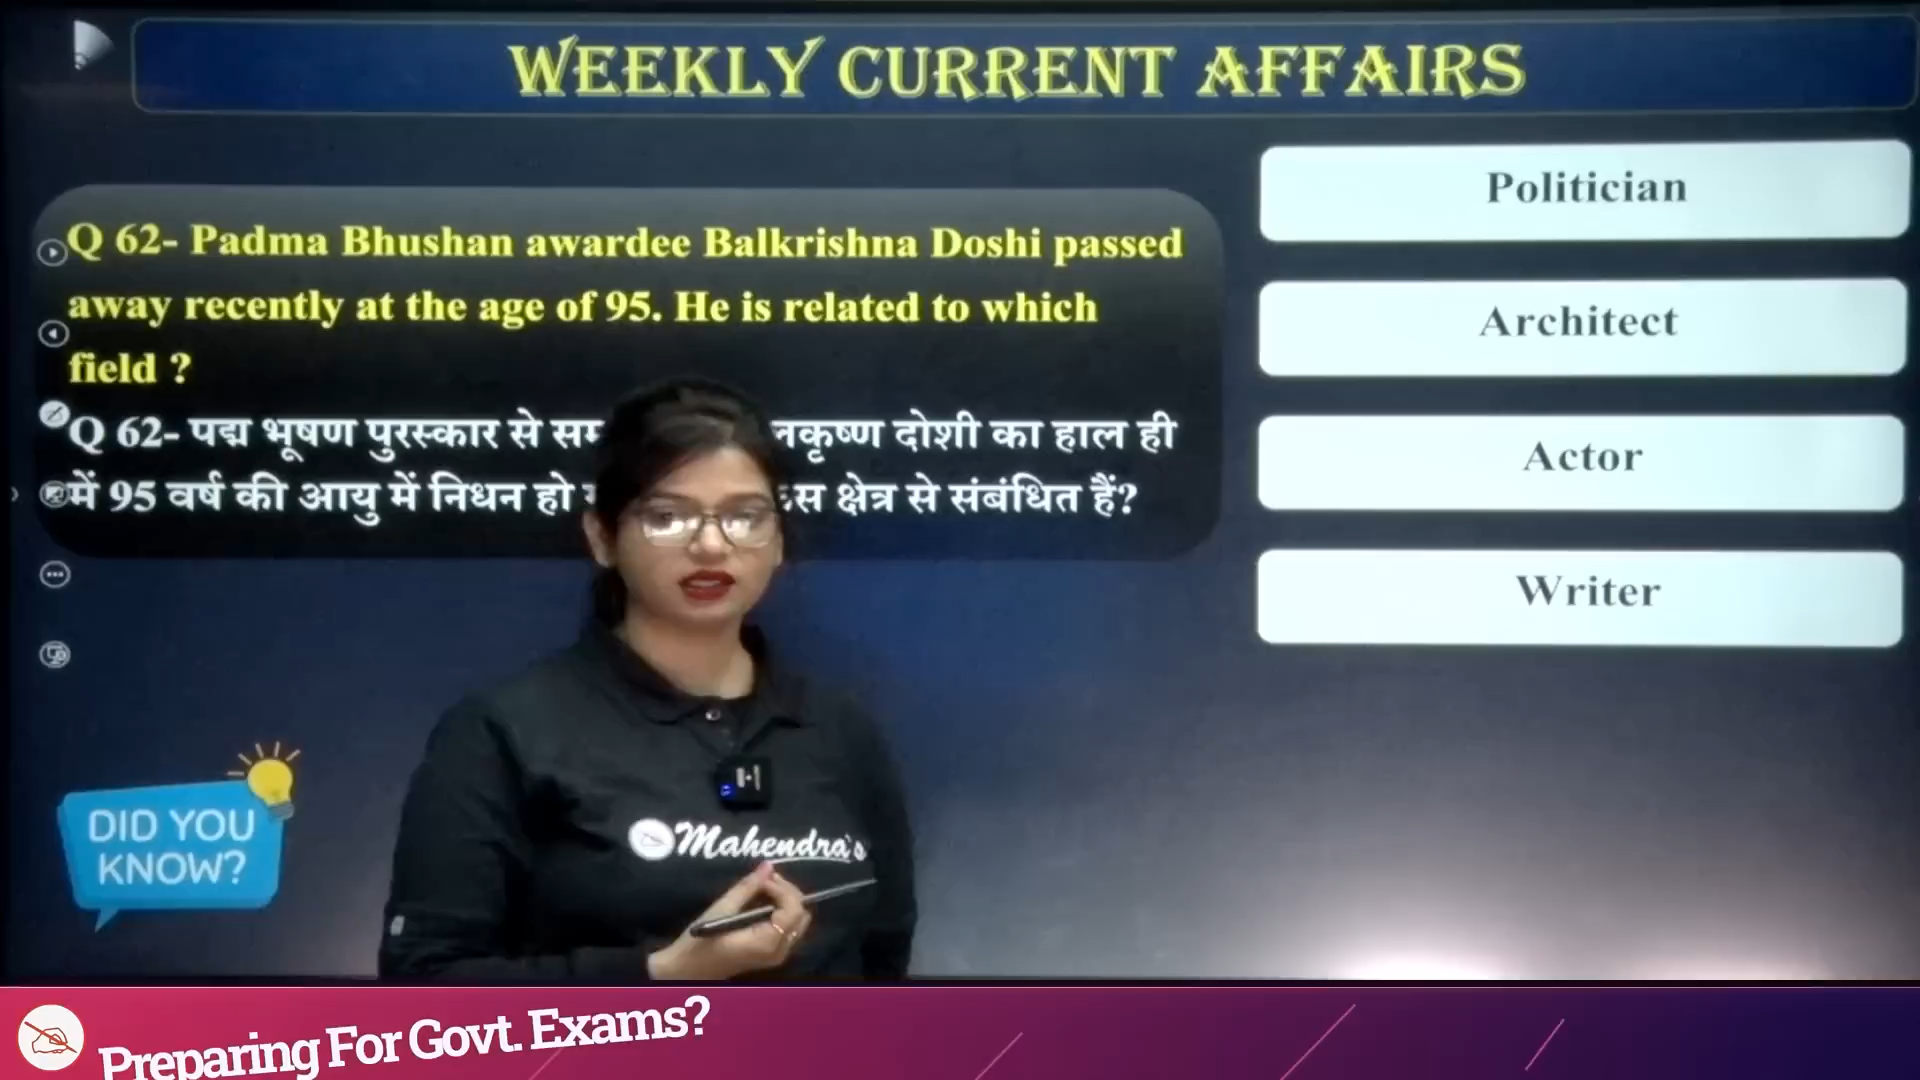 WEEKLY CURRENT AFFAIRS
Q 62- Padma Bhushan awardee Balkrishna Doshi passed
away recently at the age of 95. He is related to which
field ?
Q 62- पद्म भूषण पुरस्कार से दोशी का हाल ही
में 95 वर्ष की आयु में निधन हो क्षेत्र से संबंधित हैं?
Politician
Architect
Actor
Writer
DID YOU
KNOW?
Mahendra's
Preparing For Govt. Exams?